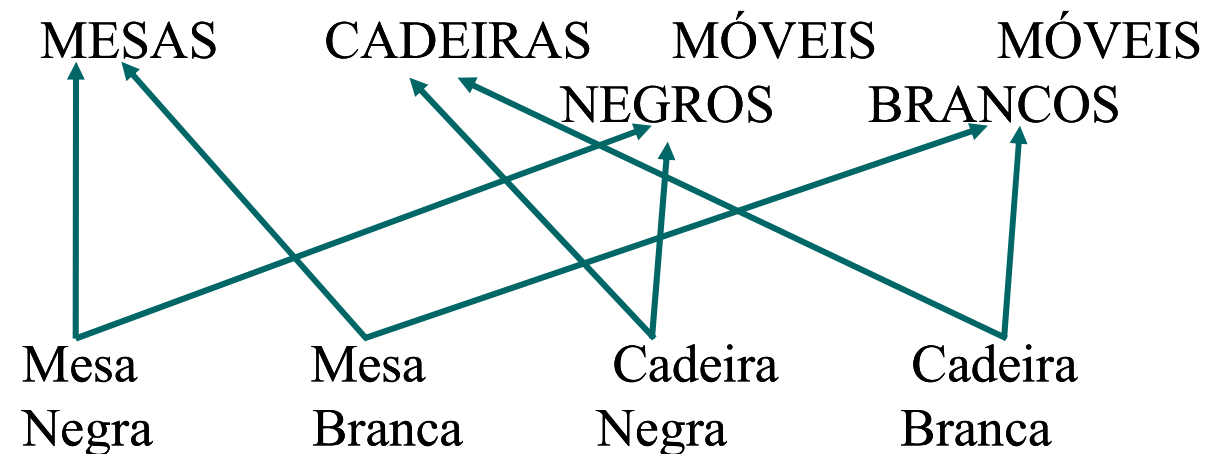 MESAS CADEIRAS MÓVEIS MÓVEIS
NEGROS BRANCOS
Mesa Mesa Cadeira Cadeira
Negra Branca Negra Branca